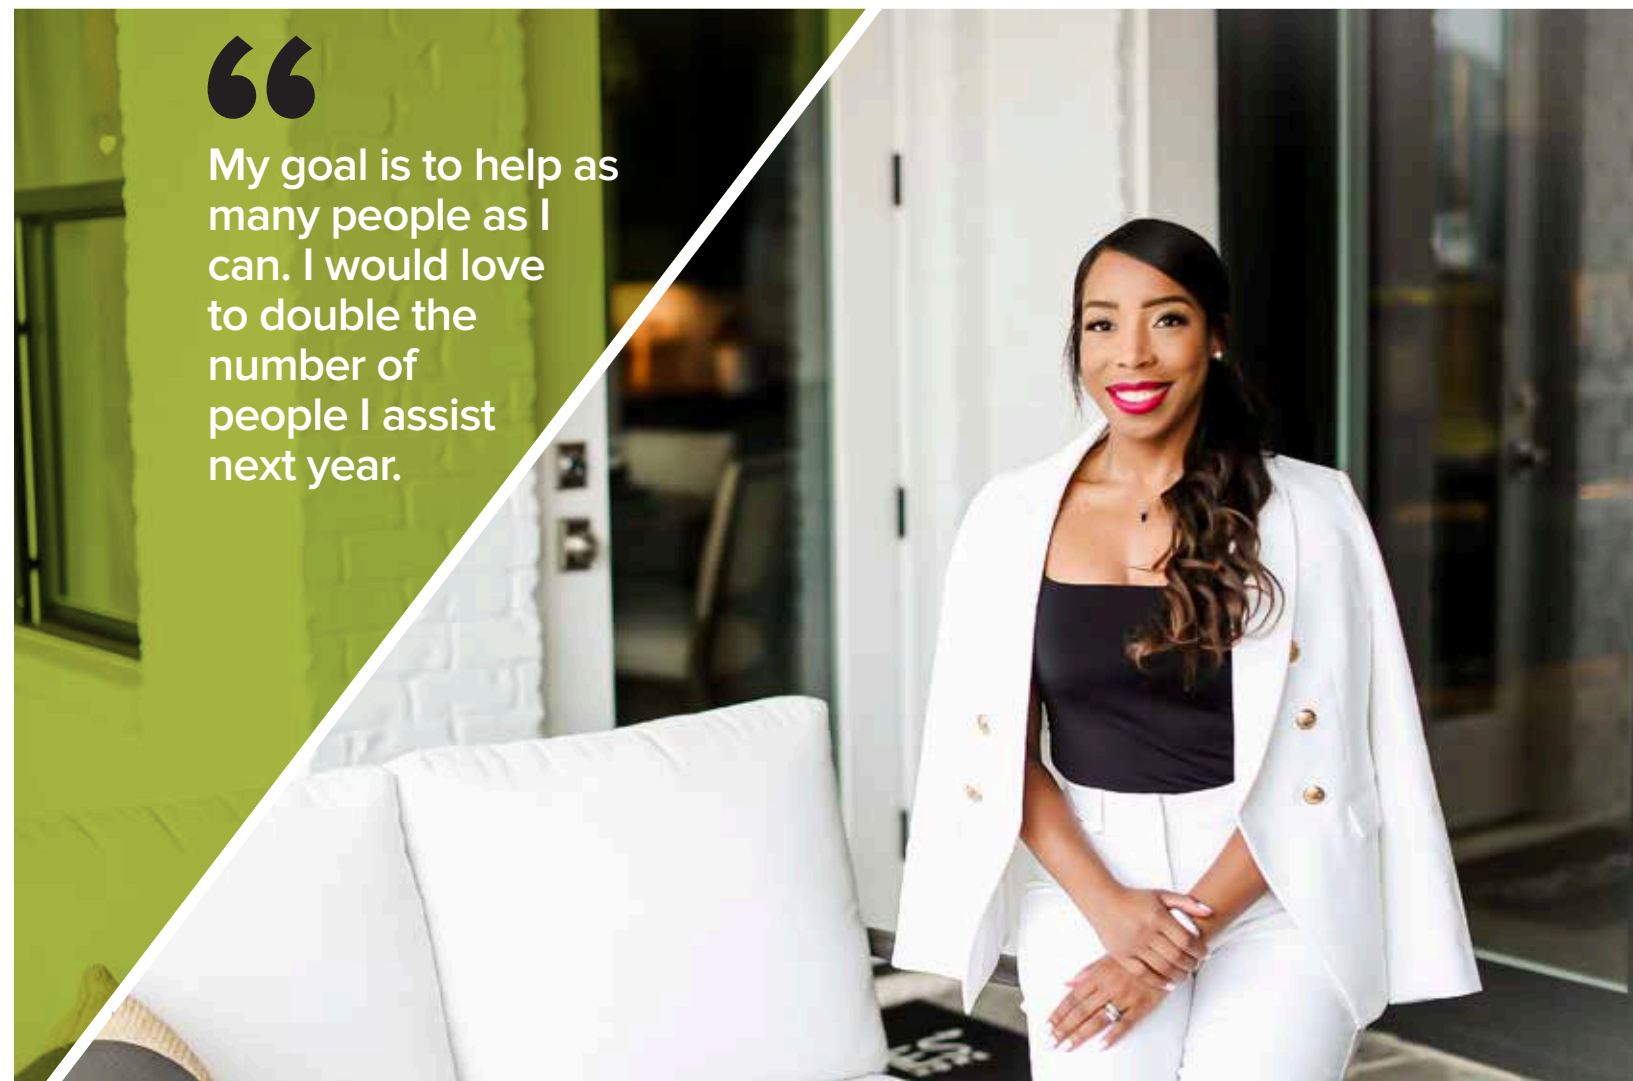 “
My goal is to help as
many people as I
can. I would love
to double the
number of
people I assist
next year.
ES.